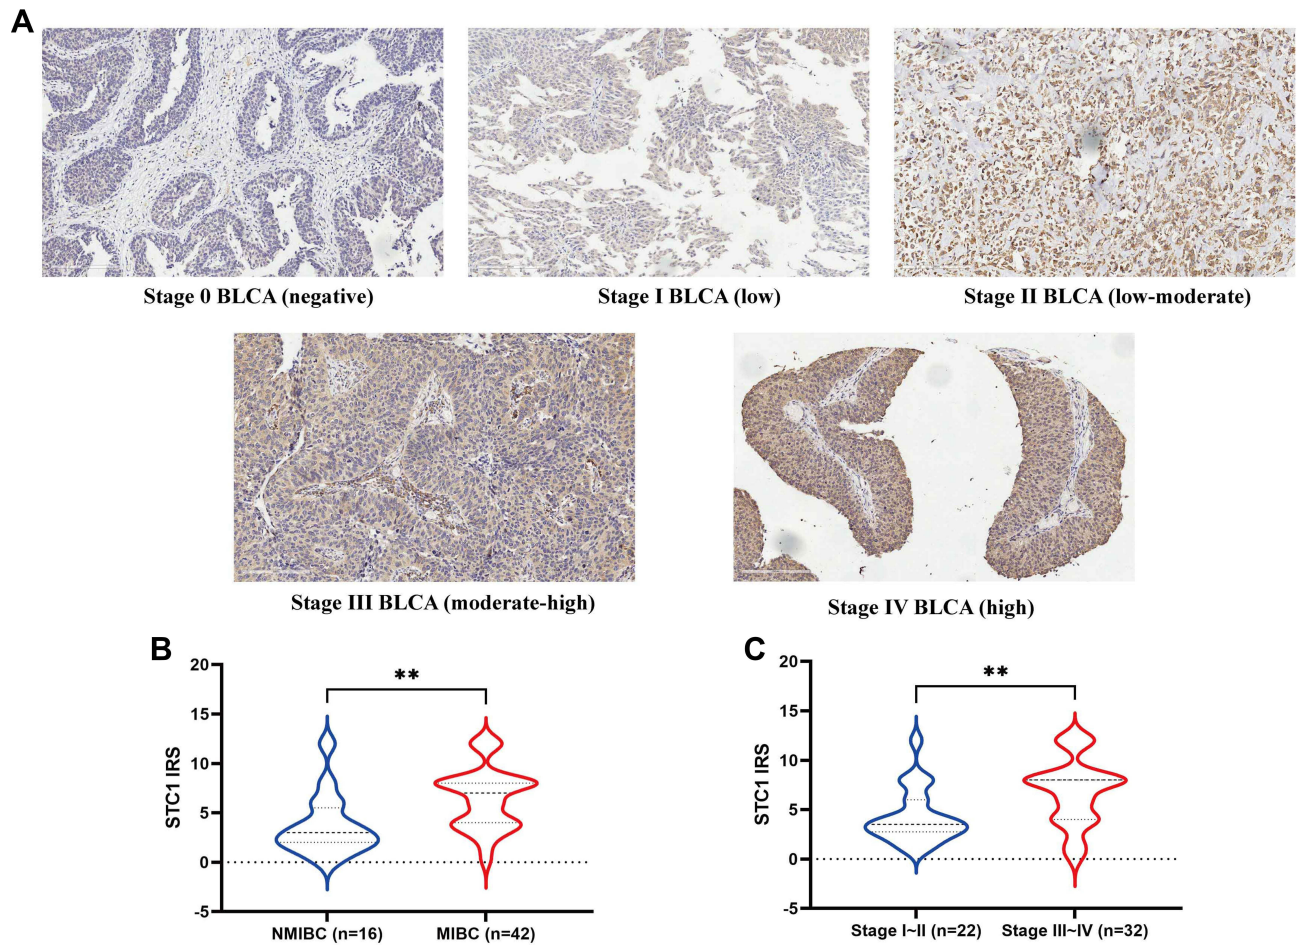 A
Stage 0 BLCA (negative)
Stage I BLCA (low)
Stage II BLCA (low-moderate)
Stage III BLCA (moderate-high)
Stage IV BLCA (high)
B
20
15
10
5
0
-5
STC1 IRS
**
NMIBC (n=16)
MIBC (n=42)
C
20
15
10
5
0
-5
STC1 IRS
**
Stage I~II (n=22)
Stage III~IV (n=32)